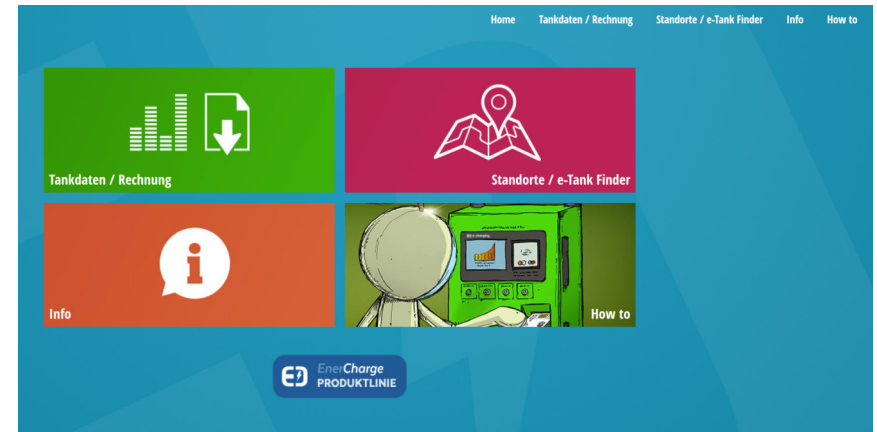 Home Tankdaten / Rechnung Standorte / e-Tank Finder Info How to
Tankdaten / Rechnung
Standorte / e-Tank Finder
Info
How to
EnerCharge
PRODUKTLINIE